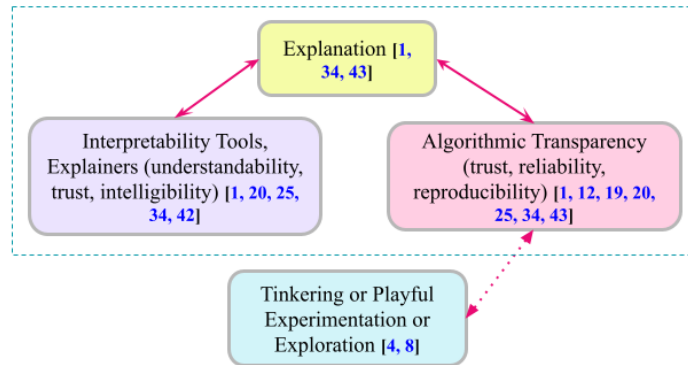 Explanation [1,
34, 43]
Interpretability Tools,
Explainers (understandability,
trust, intelligibility) [1, 20, 25,
34, 42]
Algorithmic Transparency
(trust, reliability,
reproducibility) [1, 12, 19, 20,
25, 34, 43]
Tinkering or Playful
Experimentation or
Exploration [4, 8]